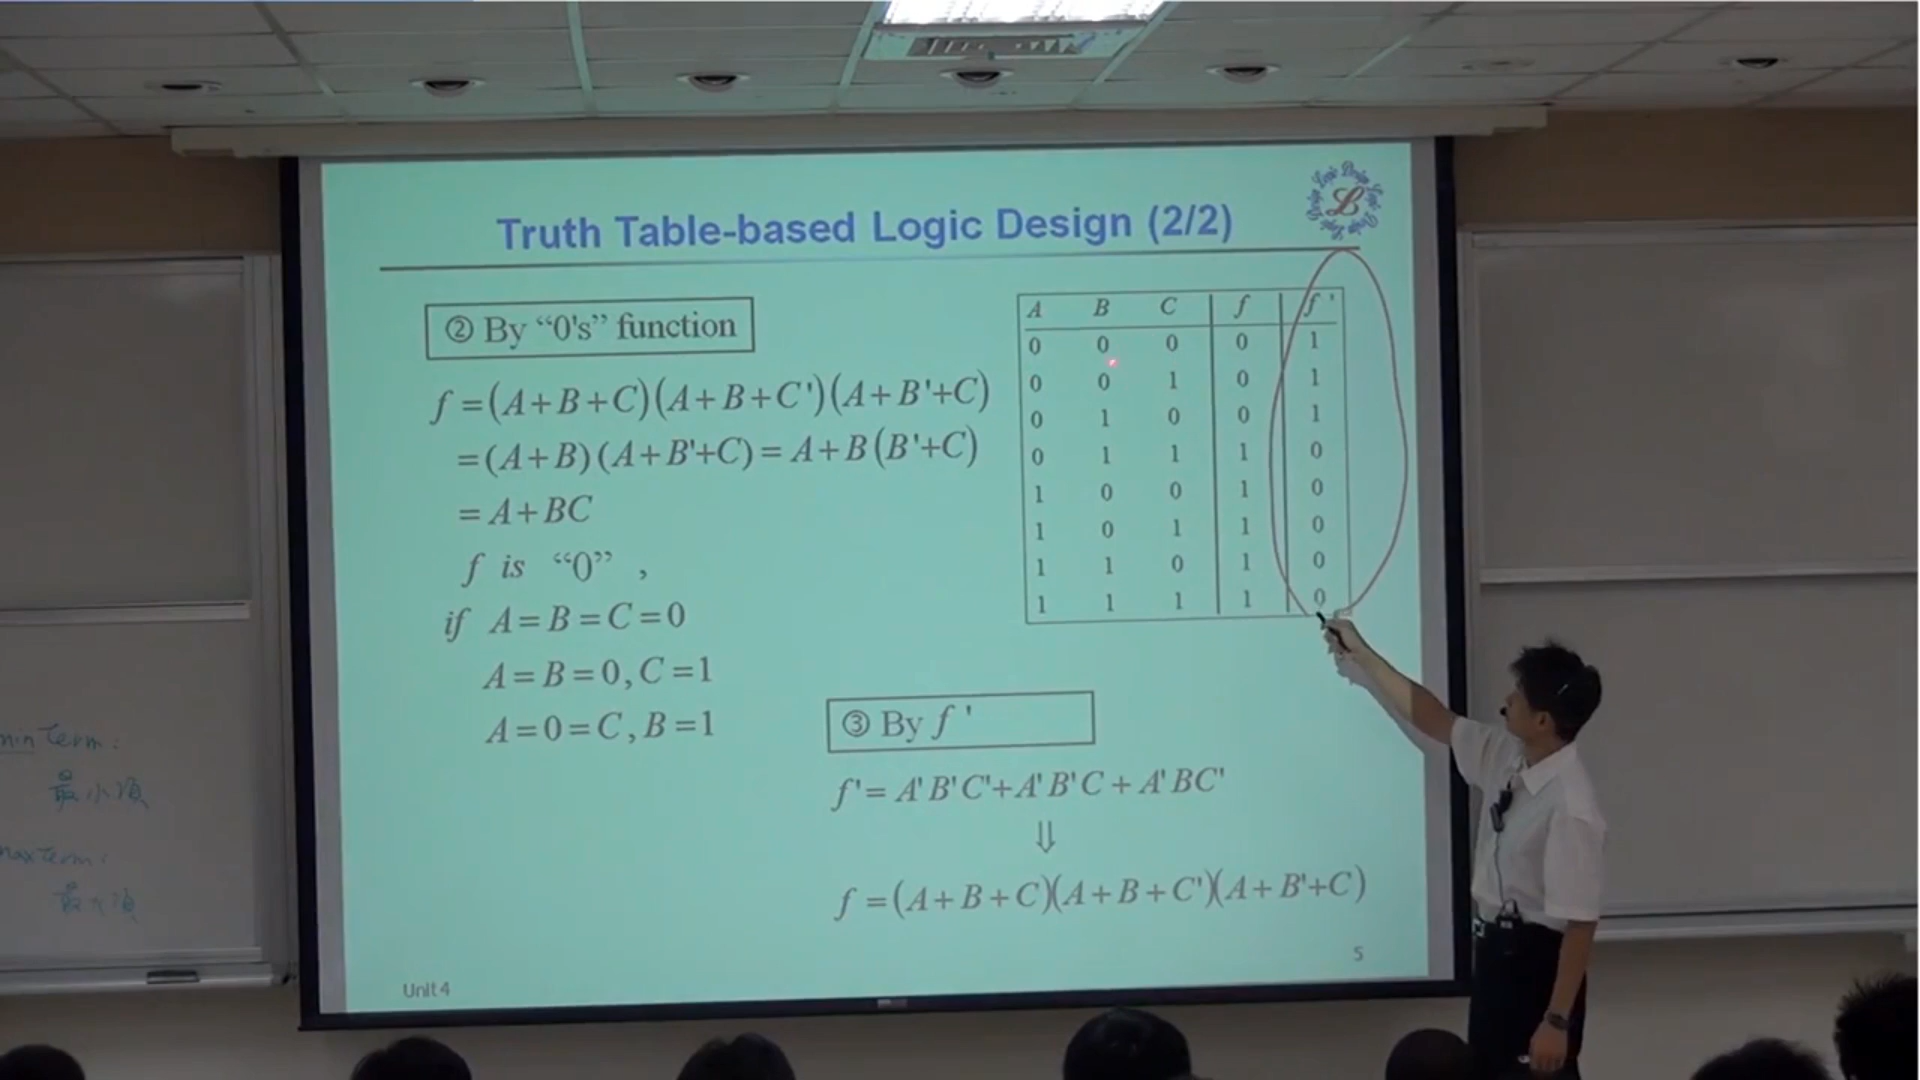 Truth Table-based Logic Design (2/2)
Logic Design
L
② By “0's” function
f =(A+B+C)(A+B+C')(A+B'+C)
=(A+B)(A+B'+C)= A+B(B'+C)
= A+BC
f is “0” ,
if A=B=C=0
A=B=0,C=1
A=0=C,B=1
A B C f f '
0 0 0 0 1
0 0 1 0 1
0 1 0 0 1
0 1 1 1 0
1 0 0 1 0
1 0 1 1 0
1 1 0 1 0
1 1 1 1 0
③ By f '
f'= A'B'C'+A'B'C + A'BC'
⇓
f =(A+B+C)(A+B+C')(A+B'+C)
Unit 4
5
min term:
最小項
max term:
最大項